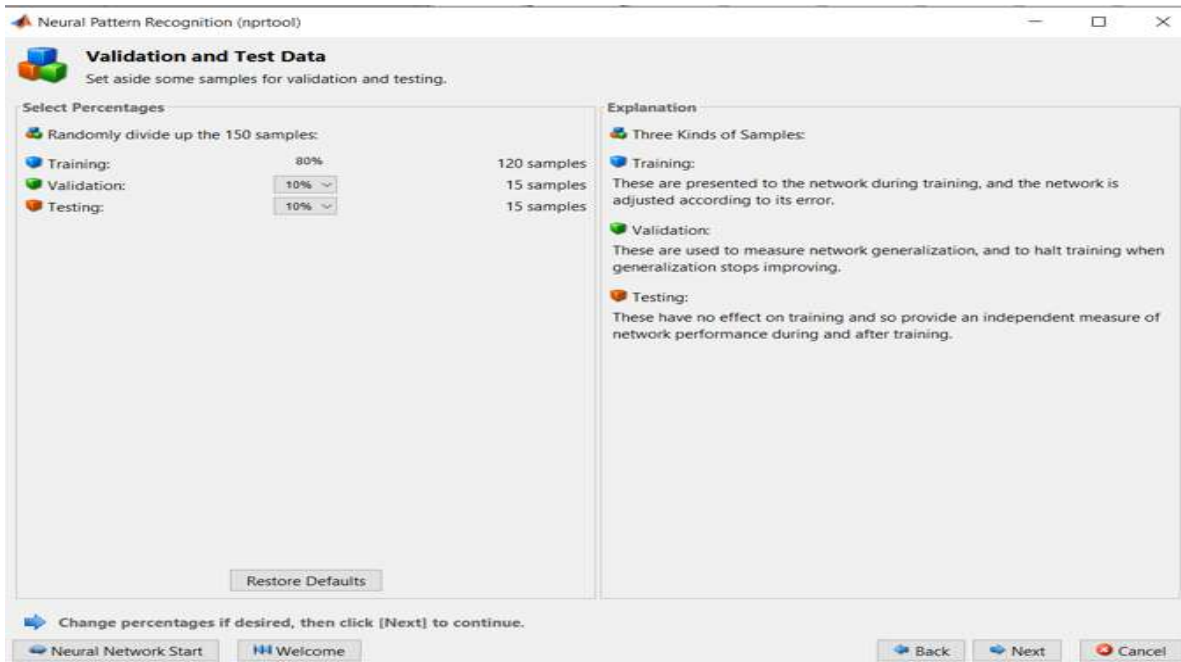 Neural Pattern Recognition (nprtool)
Validation and Test Data
Set aside some samples for validation and testing.
Select Percentages
Randomly divide up the 150 samples:
Training: 80% 120 samples
Validation: 10% 15 samples
Testing: 10% 15 samples
Restore Defaults
Explanation
Three Kinds of Samples:
Training:
These are presented to the network during training, and the network is
adjusted according to its error.
Validation:
These are used to measure network generalization, and to halt training when
generalization stops improving.
Testing:
These have no effect on training and so provide an independent measure of
network performance during and after training.
Change percentages if desired, then click [Next] to continue.
Neural Network Start Welcome Back Next Cancel